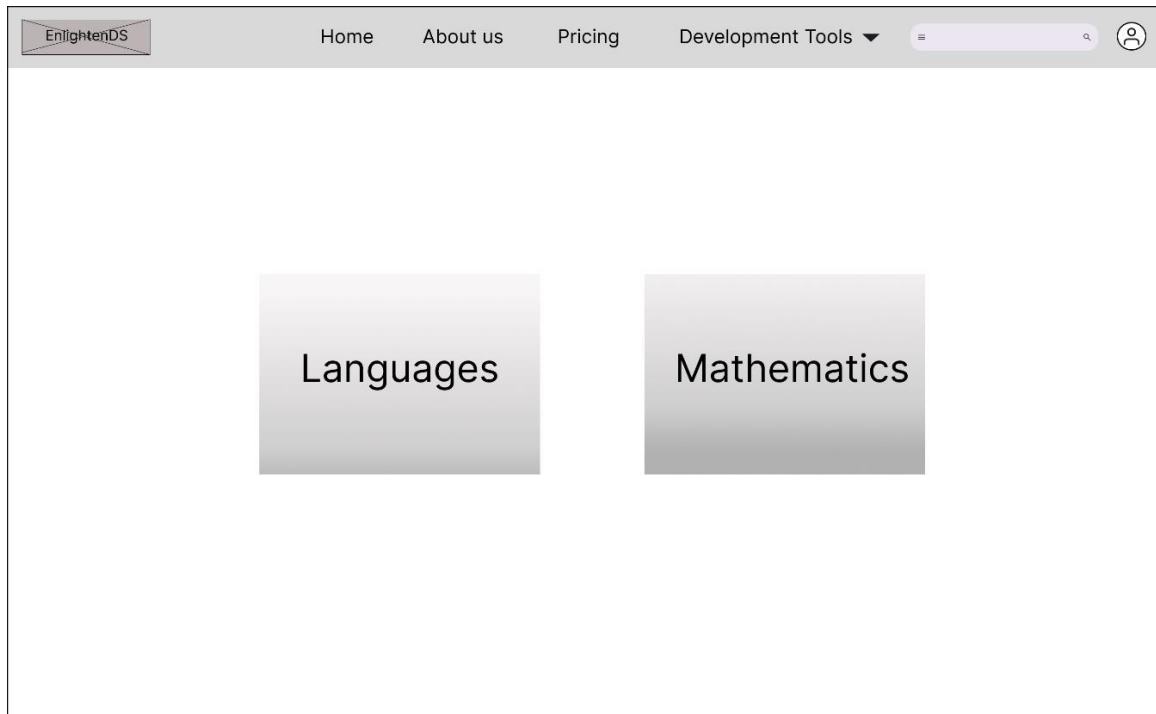 EnlightenDS
Home About us Pricing Development Tools
Languages Mathematics